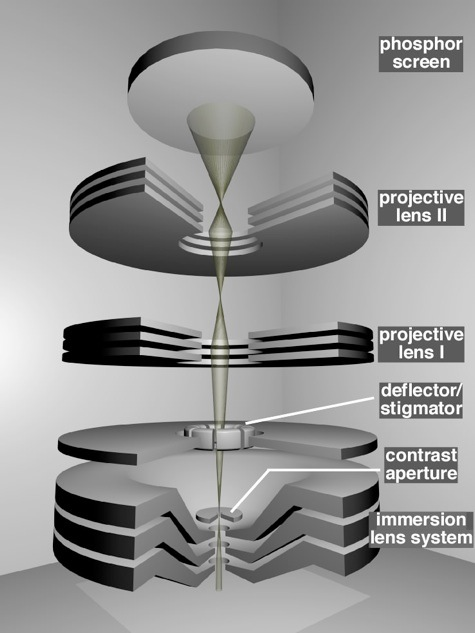 phosphor
screen
projective
lens II
projective
lens I
deflector/
stigmator
contrast
aperture
immersion
lens system